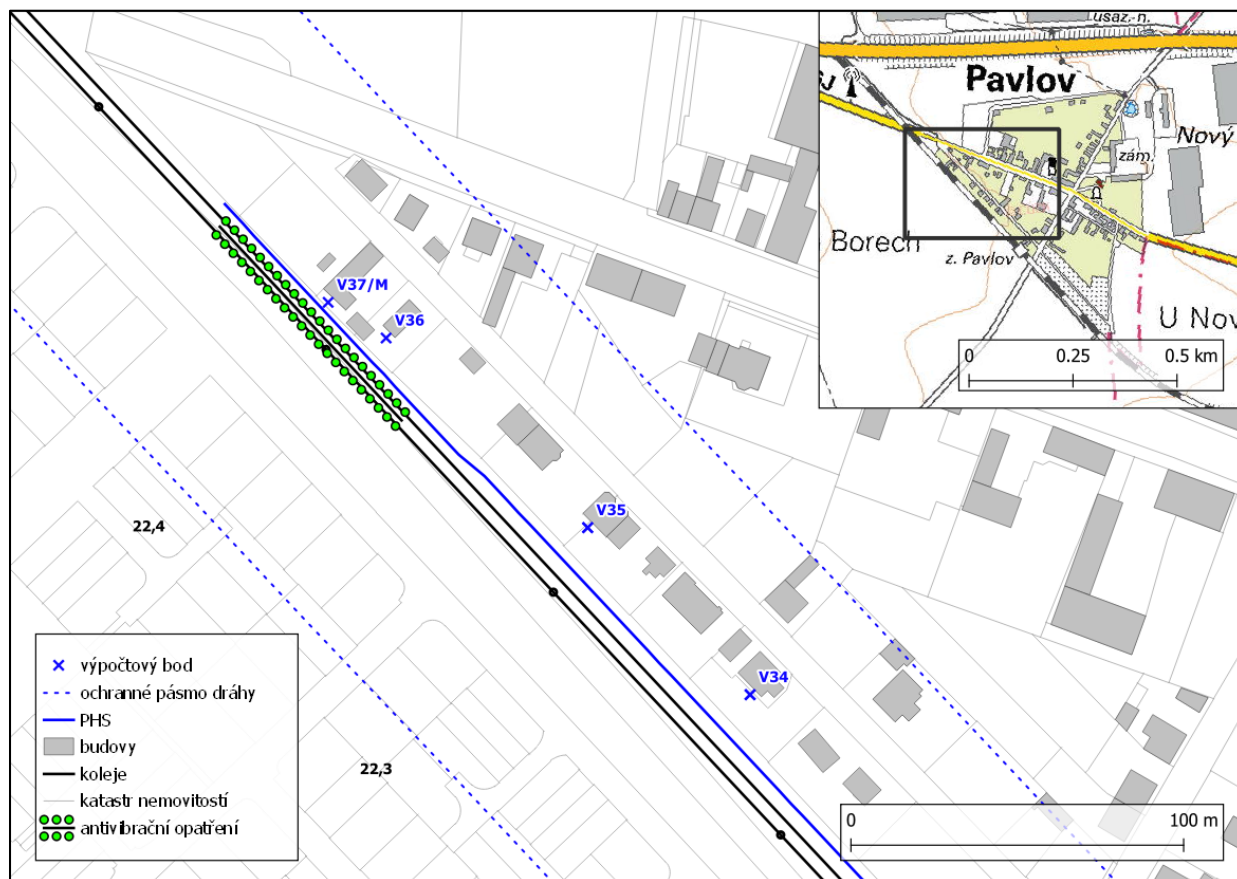 usaz.-n.
Pavlov
Nový
zám.
Borech
z. Pavlov
U Nov
0
0.25
0.5 km
V37/M
V36
V35
V34
22,4
22,3
výpočtový bod
ochranné pásmo dráhy
PHS
budovy
koleje
katastr nemovitostí
antivibrační opatření
0
100 m